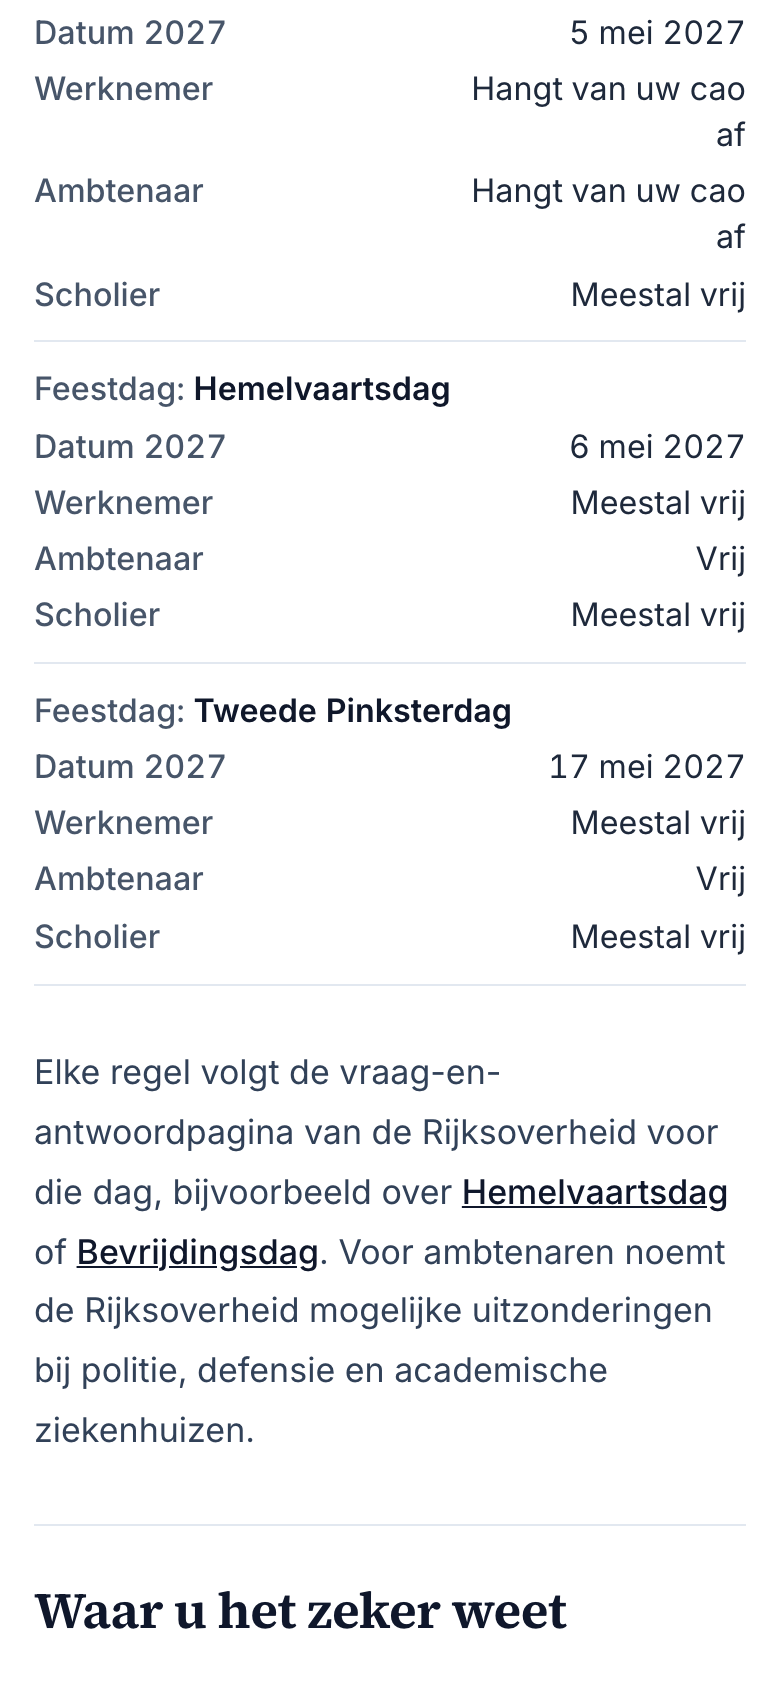 Datum 2027 5 mei 2027
Werknemer Hangt van uw cao
af
Ambtenaar Hangt van uw cao
af
Scholier Meestal vrij
Feestdag: Hemelvaartsdag
Datum 2027 6 mei 2027
Werknemer Meestal vrij
Ambtenaar Vrij
Scholier Meestal vrij
Feestdag: Tweede Pinksterdag
Datum 2027 17 mei 2027
Werknemer Meestal vrij
Ambtenaar Vrij
Scholier Meestal vrij
Elke regel volgt de vraag-en-
antwoordpagina van de Rijksoverheid voor
die dag, bijvoorbeeld over Hemelvaartsdag
of Bevrijdingsdag. Voor ambtenaren noemt
de Rijksoverheid mogelijke uitzonderingen
bij politie, defensie en academische
ziekenhuizen.
Waar u het zeker weet